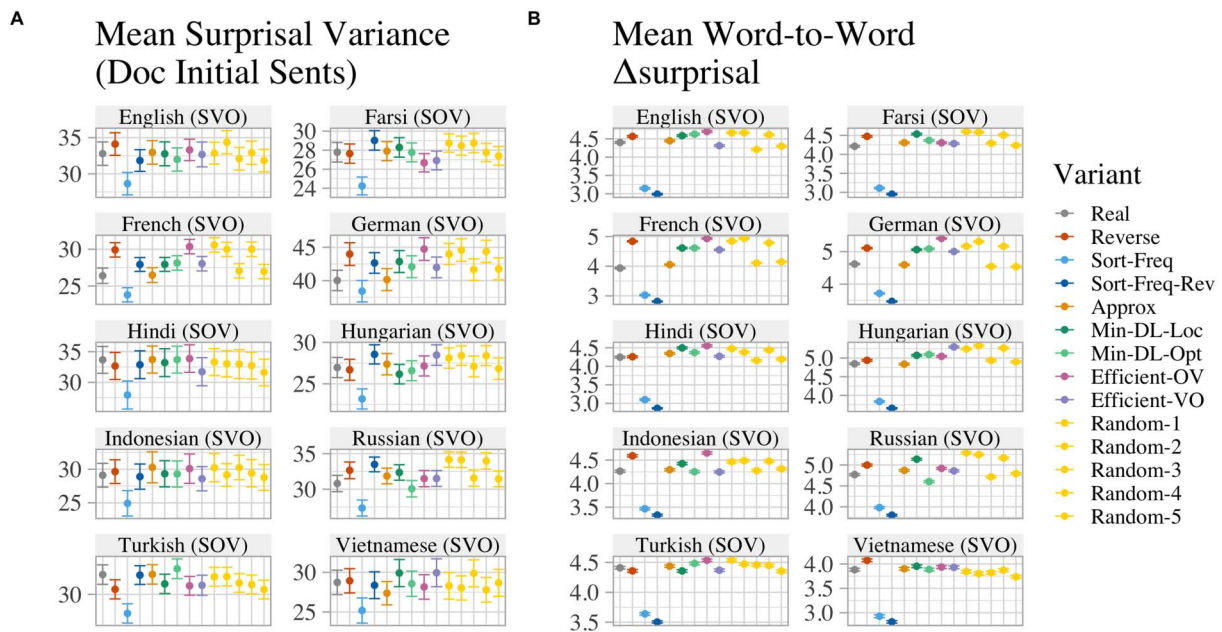 A
Mean Surprisal Variance
(Doc Initial Sents)
English (SVO)
35
30
Farsi (SOV)
30
28
26
24
French (SVO)
30
25
German (SVO)
45
40
Hindi (SOV)
35
30
Hungarian (SVO)
30
25
Indonesian (SVO)
30
25
Russian (SVO)
35
30
Turkish (SOV)
30
Vietnamese (SVO)
30
25
B
Mean Word-to-Word
Δsurprisal
English (SVO)
4.5
4.0
3.5
3.0
Farsi (SOV)
4.5
4.0
3.5
3.0
French (SVO)
5
4
3
German (SVO)
5
4
Hindi (SOV)
4.5
4.0
3.5
3.0
Hungarian (SVO)
5.0
4.5
4.0
Indonesian (SVO)
4.5
4.0
3.5
Russian (SVO)
5.0
4.5
4.0
Turkish (SOV)
4.5
4.0
3.5
Vietnamese (SVO)
4.0
3.5
3.0
Variant
Real
Reverse
Sort-Freq
Sort-Freq-Rev
Approx
Min-DL-Loc
Min-DL-Opt
Efficient-OV
Efficient-VO
Random-1
Random-2
Random-3
Random-4
Random-5